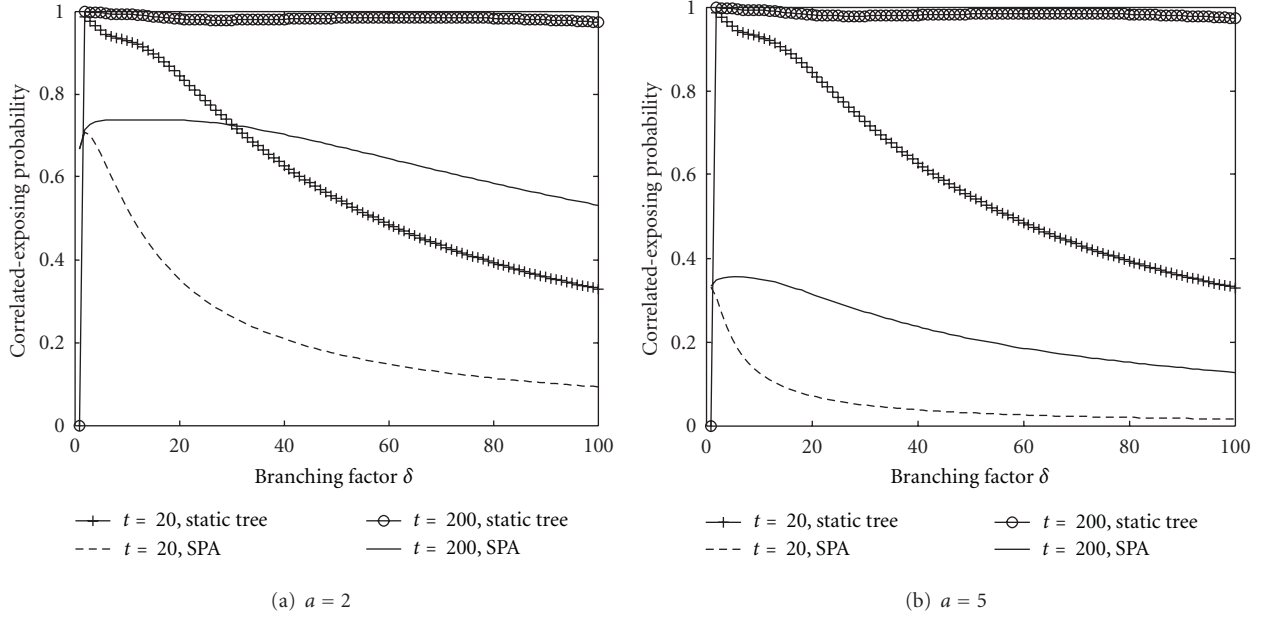 1
0.8
0.6
0.4
0.2
0
Correlated-exposing probability
0 20 40 60 80 100
Branching factor δ
t = 20, static tree
t = 200, static tree
t = 20, SPA
t = 200, SPA
(a) a = 2
1
0.8
0.6
0.4
0.2
0
Correlated-exposing probability
0 20 40 60 80 100
Branching factor δ
t = 20, static tree
t = 200, static tree
t = 20, SPA
t = 200, SPA
(b) a = 5